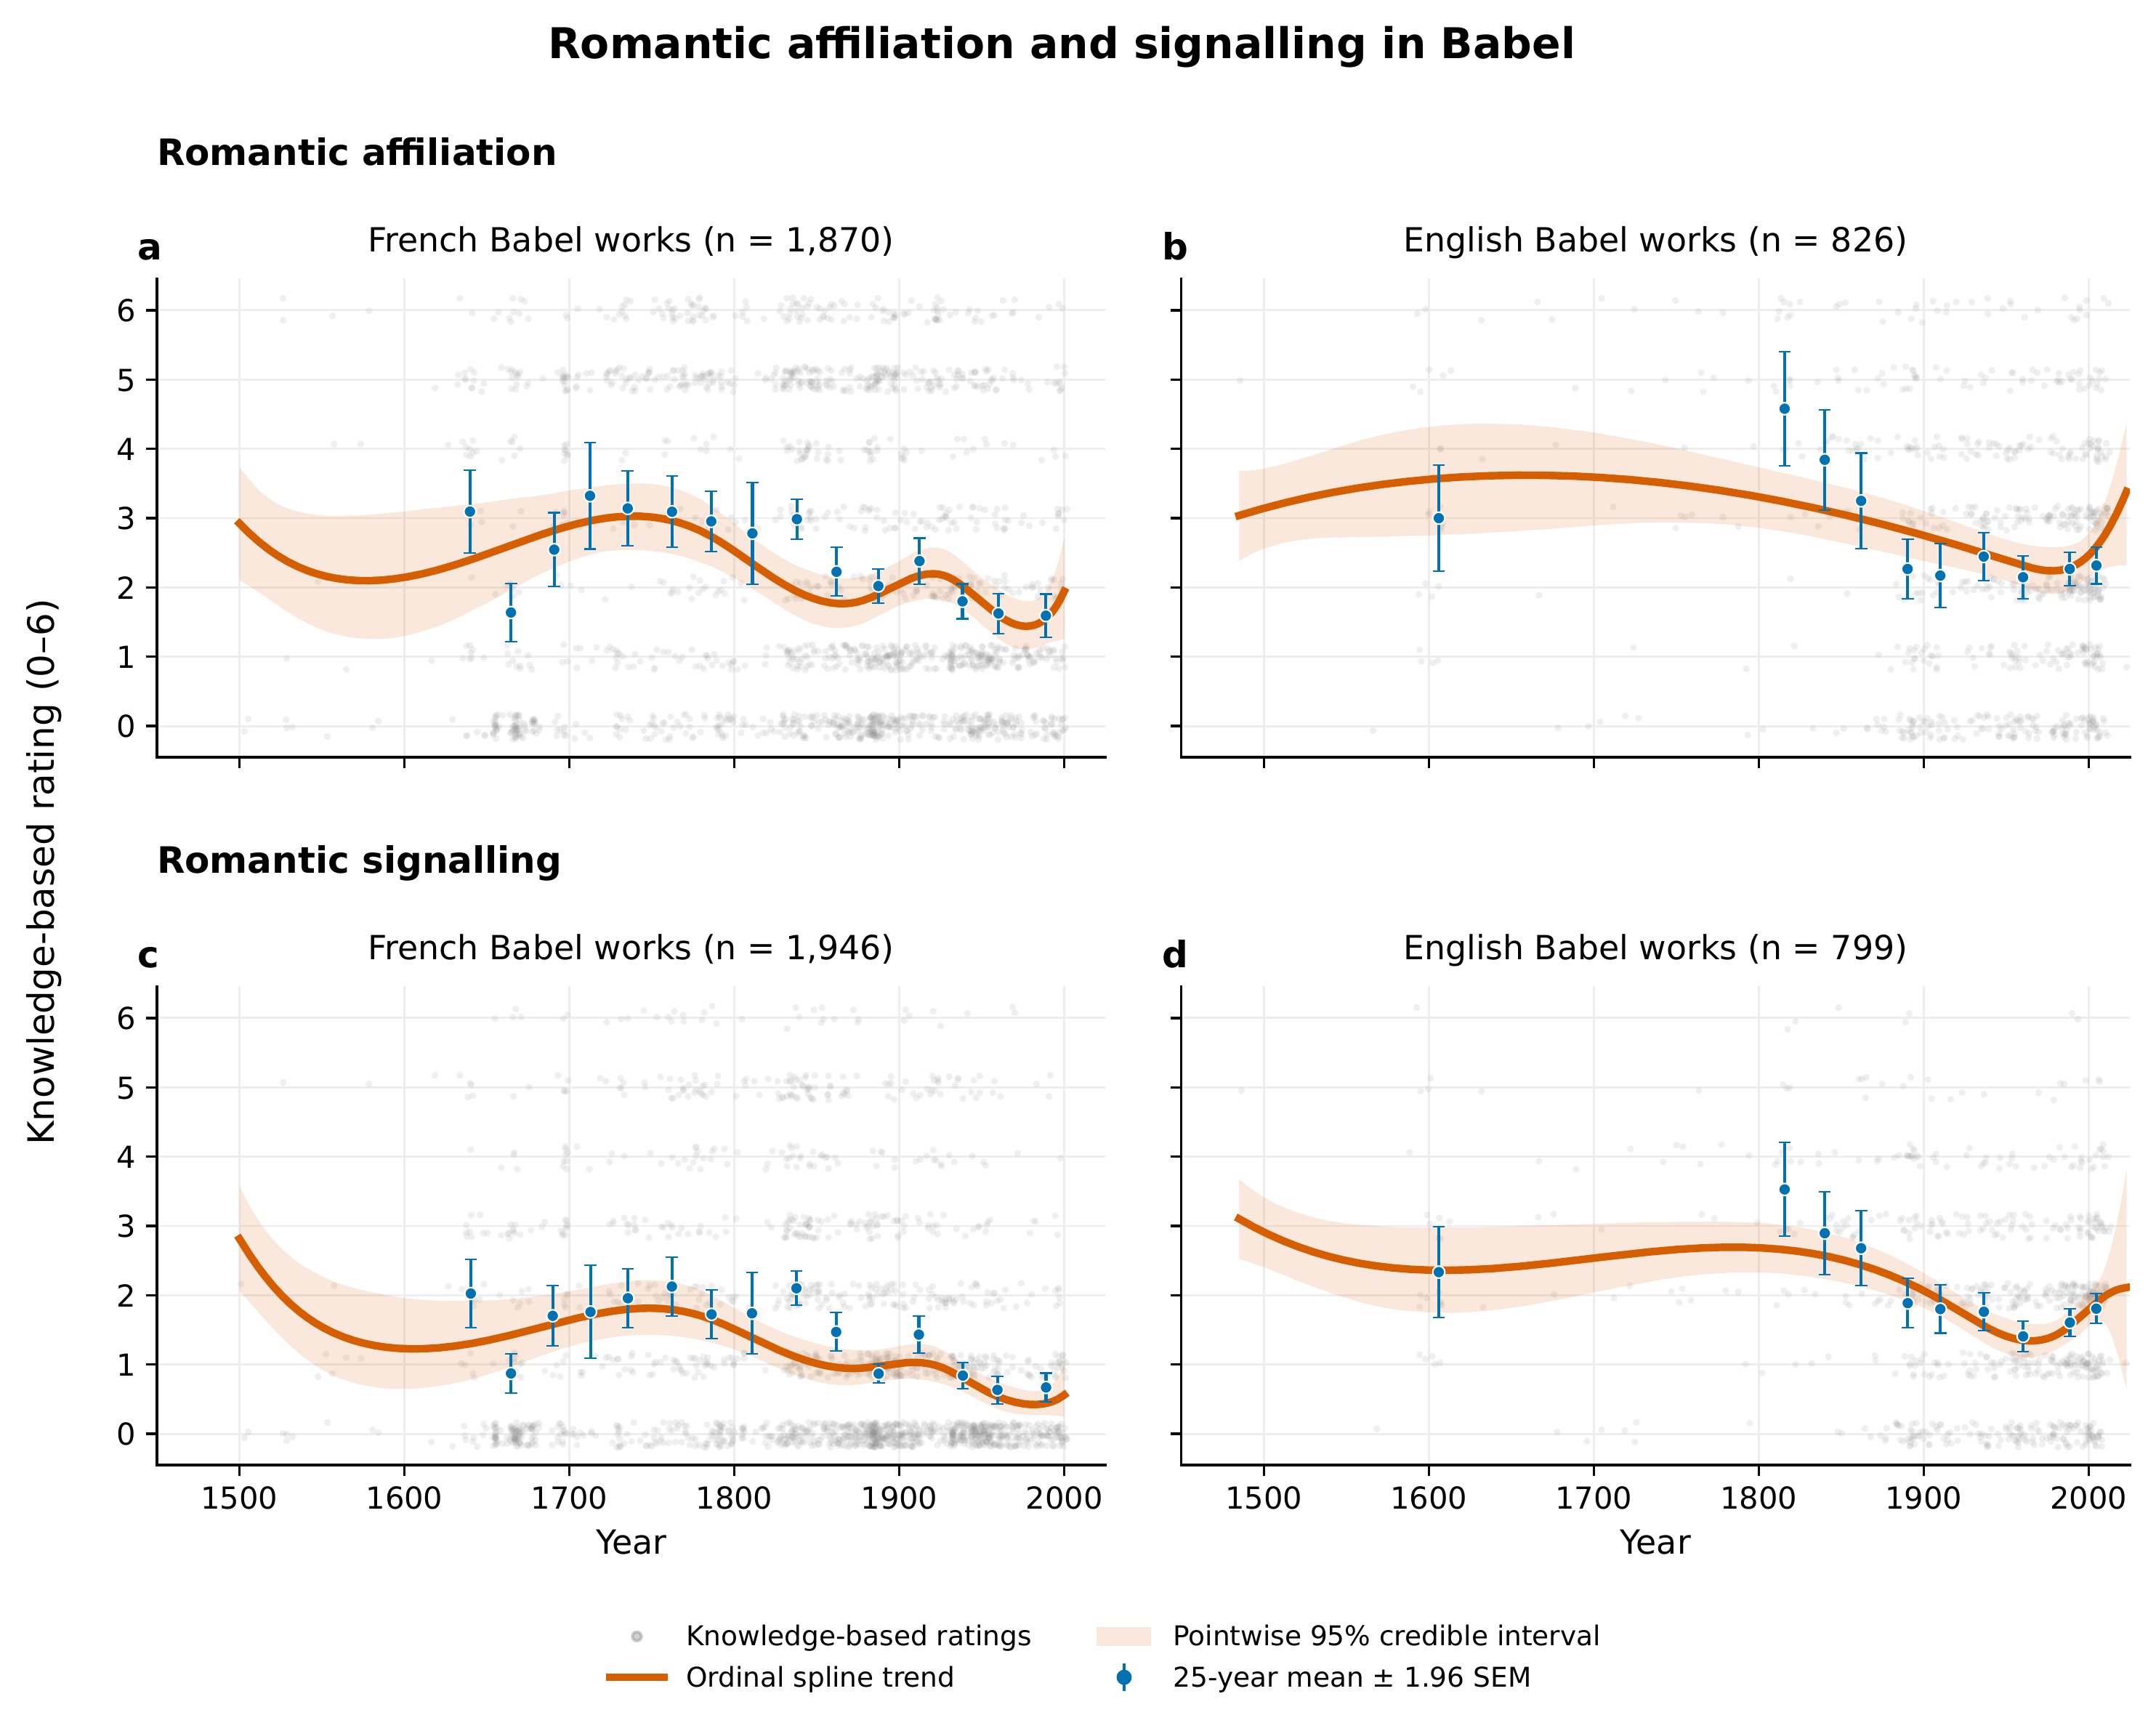 Romantic affiliation and signalling in Babel
Romantic affiliation
a
French Babel works (n = 1,870)
b
English Babel works (n = 826)
6
5
4
3
2
1
0
Knowledge-based rating (0–6)
Romantic signalling
c
French Babel works (n = 1,946)
d
English Babel works (n = 799)
6
5
4
3
2
1
0
1500 1600 1700 1800 1900 2000
1500 1600 1700 1800 1900 2000
Year
Year
Knowledge-based ratings
Ordinal spline trend
Pointwise 95% credible interval
25-year mean ± 1.96 SEM